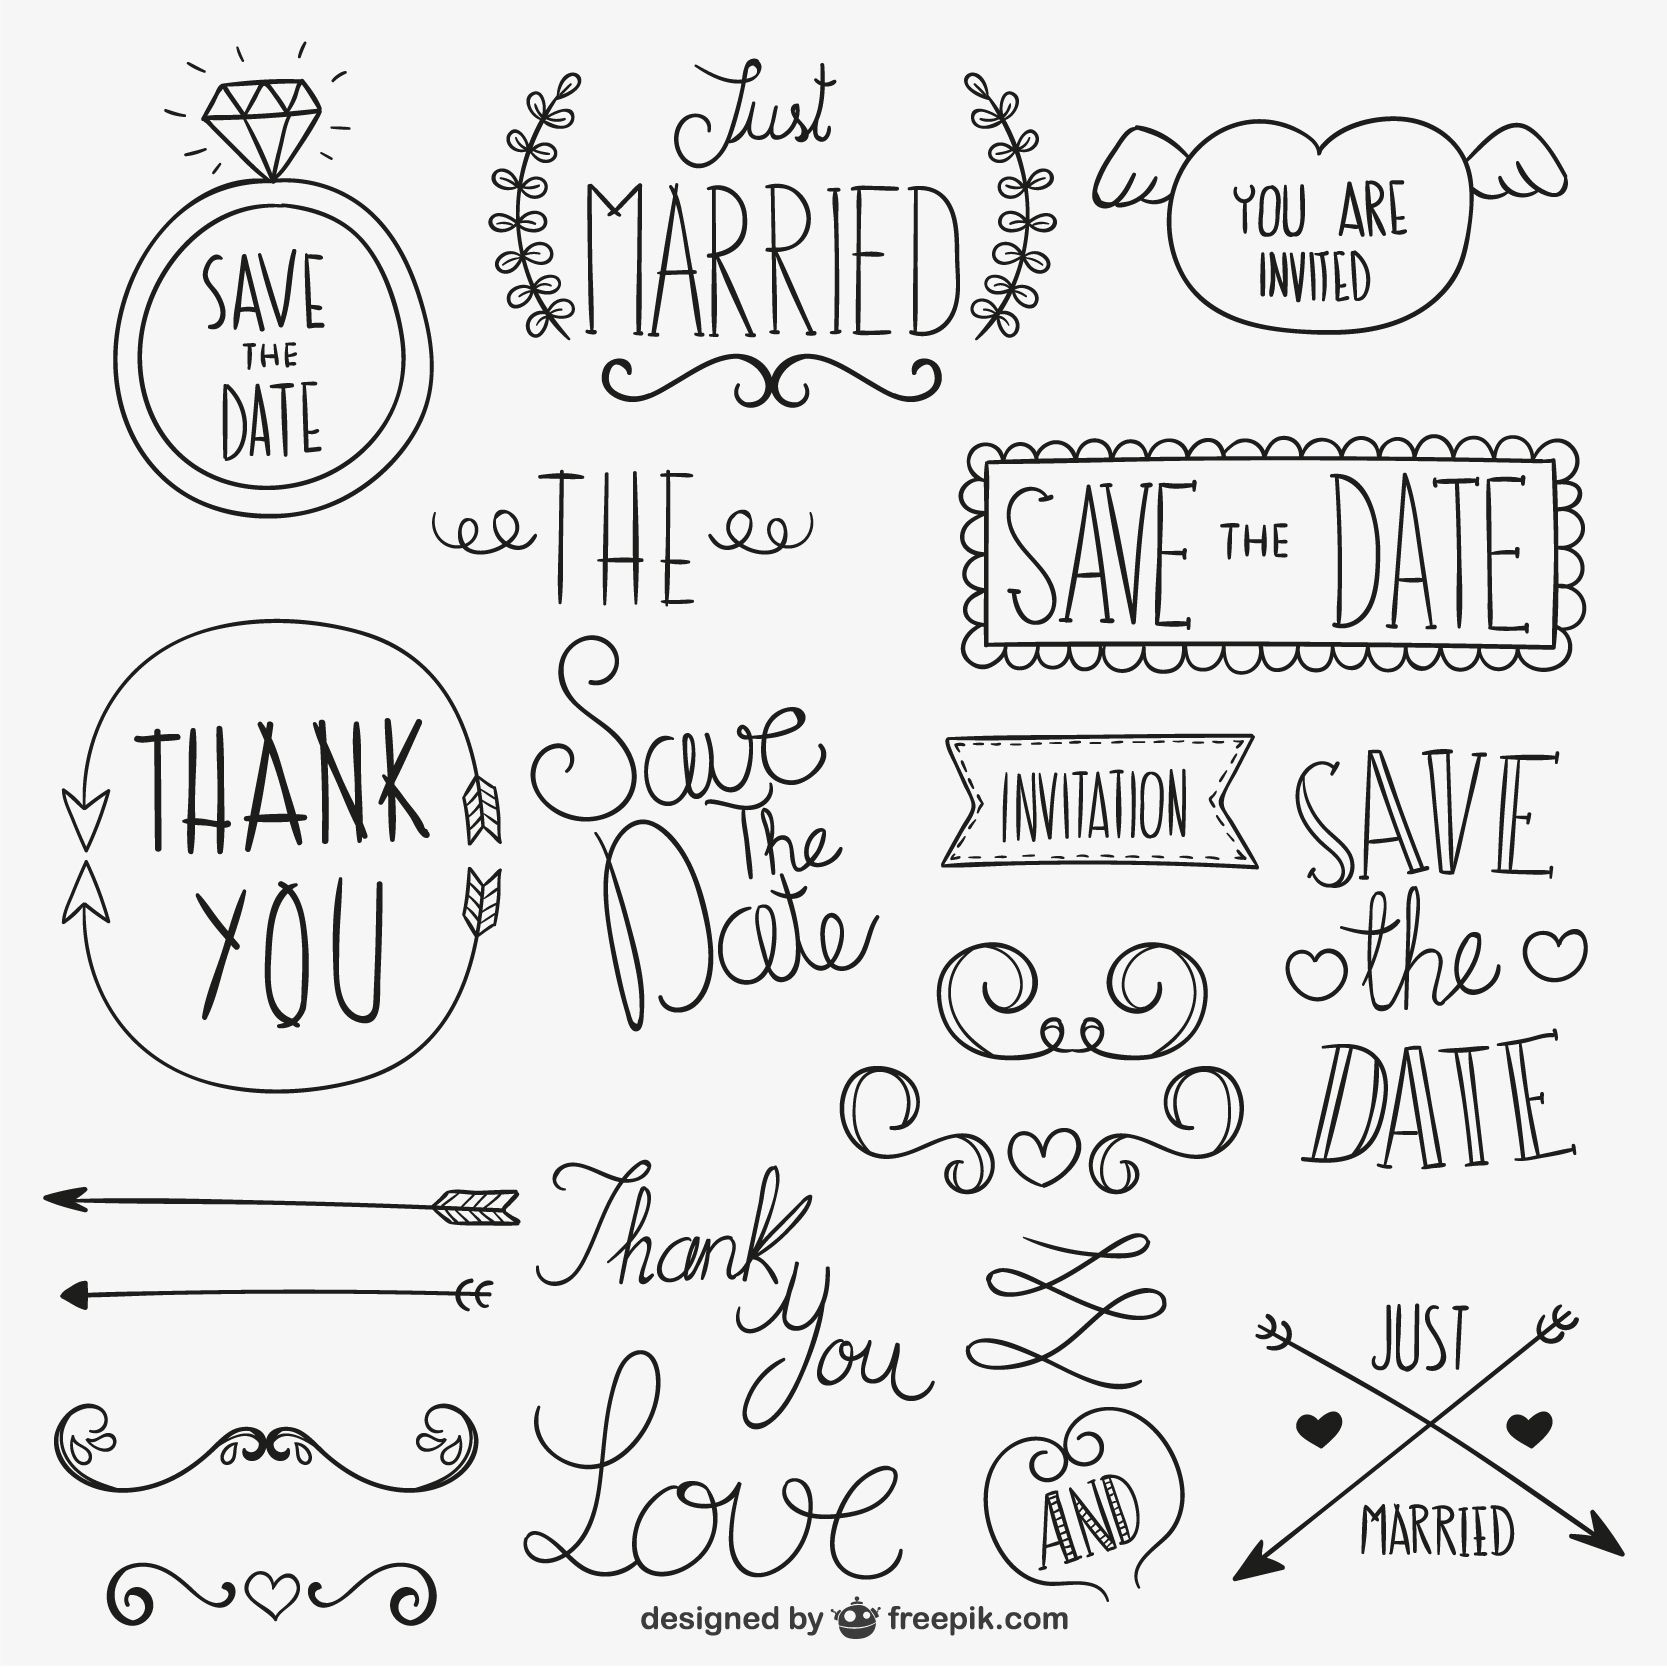 SAVE
THE
DATE
Just
MARRIED
YOU ARE
INVITED
THE
SAVE THE DATE
THANK
YOU
Save
the
Date
INVITATION
SAVE
the
DATE
Thank
You
Love
AND
JUST
MARRIED
designed by freepik.com